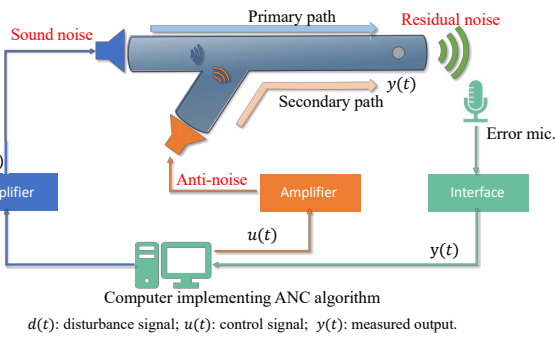 Primary path
Residual noise
Sound noise
y(t)
Secondary path
Error mic.
)
Anti-noise
plifier
Amplifier
Interface
u(t)
y(t)
Computer implementing ANC algorithm
d(t): disturbance signal; u(t): control signal; y(t): measured output.